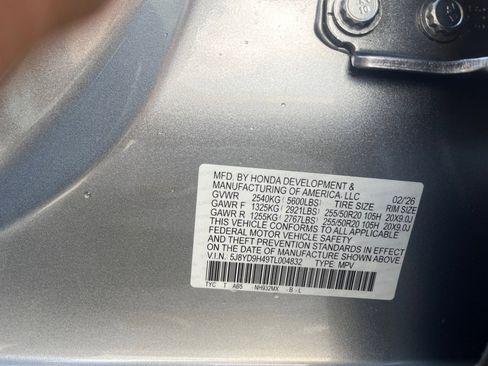 MFD. BY HONDA DEVELOPMENT &
MANUFACTURING OF AMERICA, LLC 02/26
GVWR 2540KG( 5600LBS) TIRE SIZE RIM SIZE
GAWR F 1325KG( 2921LBS) 255/50R20 105H 20X9.0J
GAWR R 1255KG( 2767LBS) 255/50R20 105H 20X9.0J
THIS VEHICLE CONFORMS TO ALL APPLICABLE
FEDERAL MOTOR VEHICLE SAFETY STANDARDS
AND THEFT PREVENTION STANDARDS IN EFFECT
ON THE DATE OF MANUFACTURE SHOWN ABOVE
V.I.N. 5J8YD9H49TL004832 TYPE: MPV
TYC T AB5 NH932MX -B -L